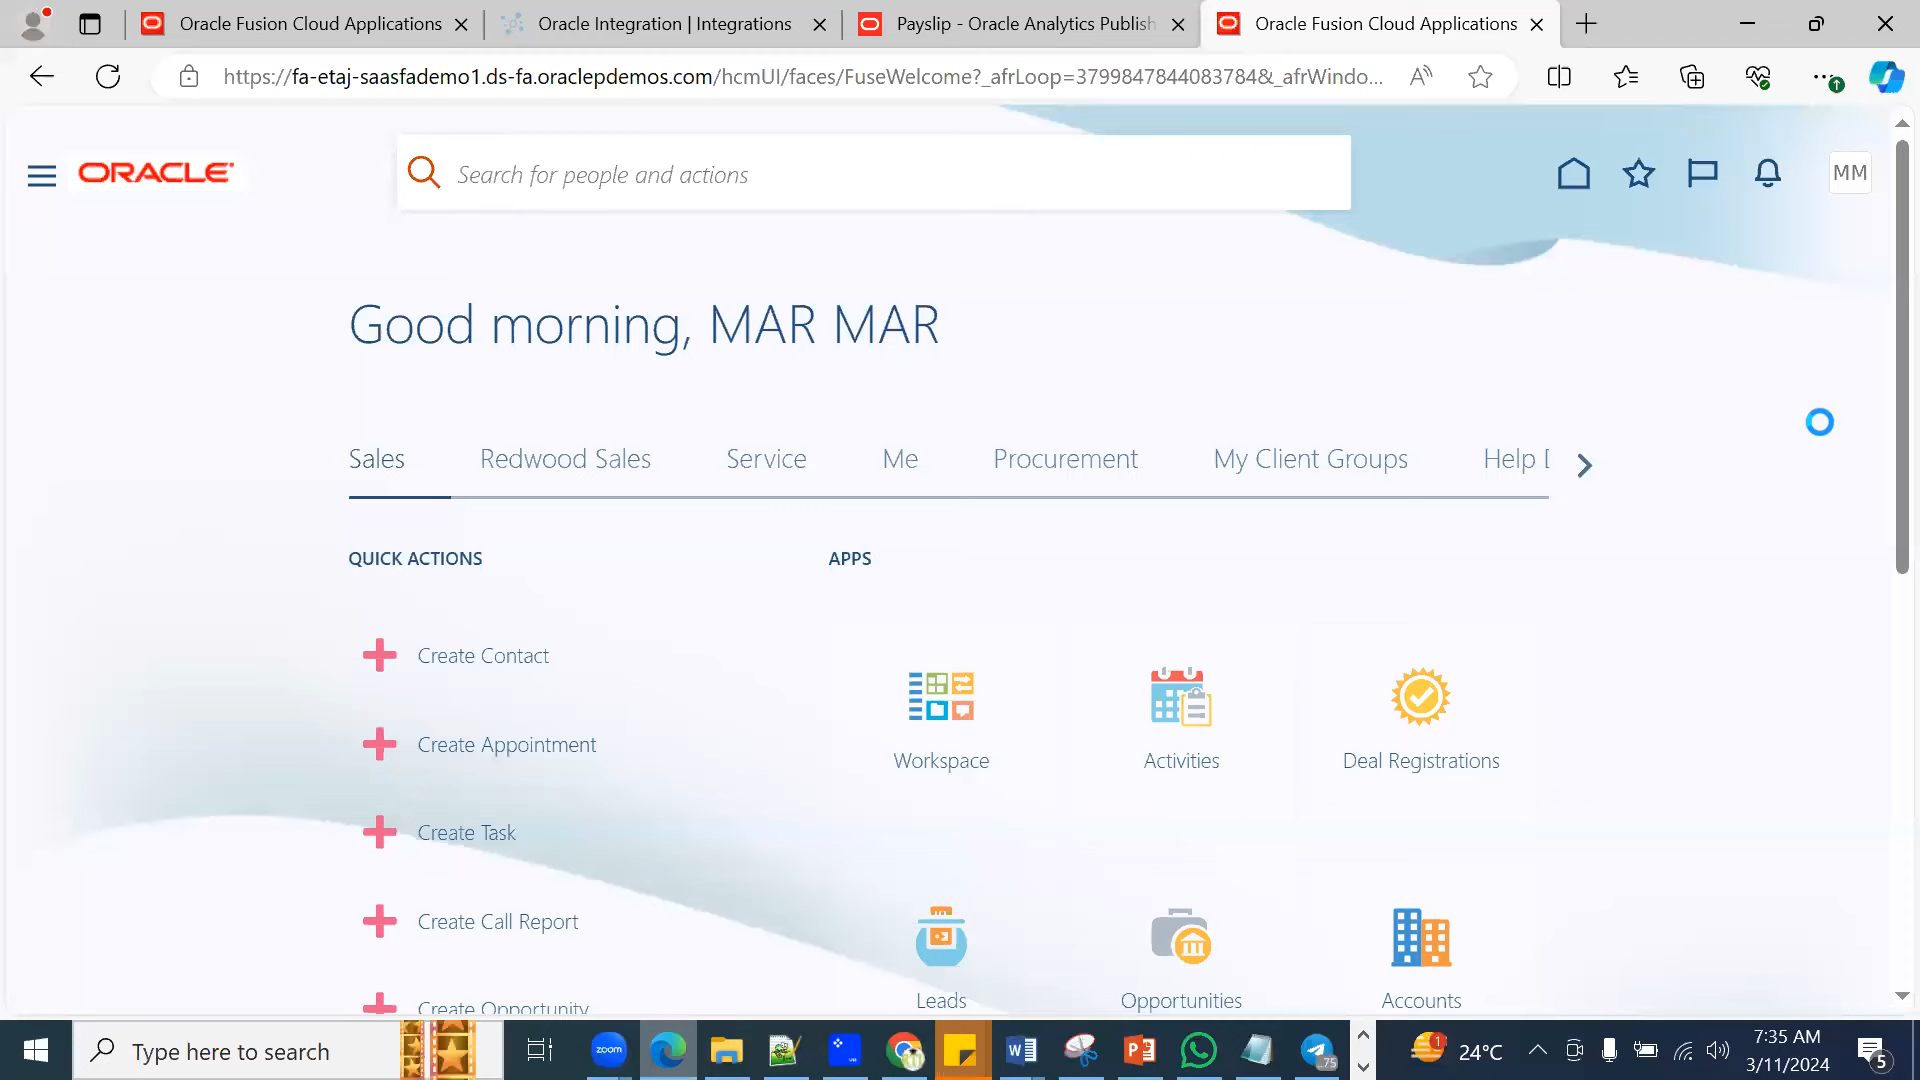 Oracle Fusion Cloud Applications
Oracle Integration | Integrations
Payslip - Oracle Analytics Publish
Oracle Fusion Cloud Applications
https://fa-etaj-saasfademo1.ds-fa.oraclepdemos.com/hcmUI/faces/FuseWelcome?_afrLoop=37998478440837848&_afrWindo...
ORACLE
Search for people and actions
MM
Good morning, MAR MAR
Sales Redwood Sales Service Me Procurement My Client Groups Help
QUICK ACTIONS
APPS
Create Contact
Create Appointment
Create Task
Create Call Report
Create Opportunity
Workspace
Activities
Deal Registrations
Leads
Opportunities
Accounts
Type here to search
zoom
75
1
24°C
7:35 AM
3/11/2024
5